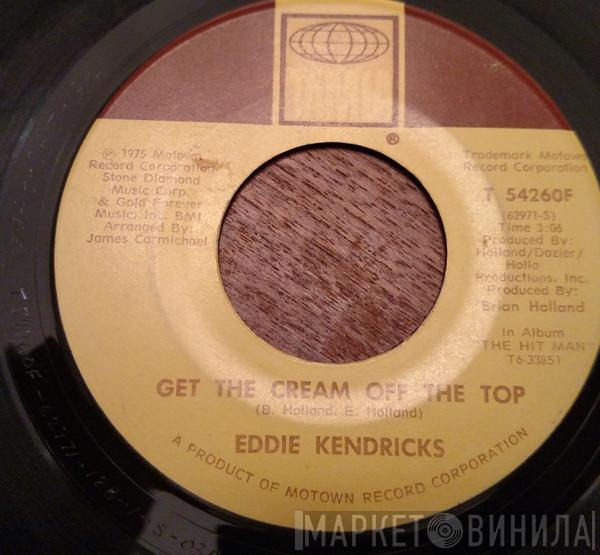 ®
℗ 1975 Motown
Record Corporation
Stone Diamond
Music Corp.
& Gold Forever
Music, Inc. BMI
Arranged By:
James Carmichael
Trademark Motown
Record Corporation
T 54260F
(62971-S)
Time 3:06
Produced By:
Holland/Dozier/
Holla
Productions, Inc.
Produced By:
Brian Holland
In Album
"THE HIT MAN"
T6-338S1
GET THE CREAM OFF THE TOP
(B. Holland, E. Holland)
EDDIE KENDRICKS
A PRODUCT OF MOTOWN RECORD CORPORATION
МАРКЕТ ВИНИЛА!